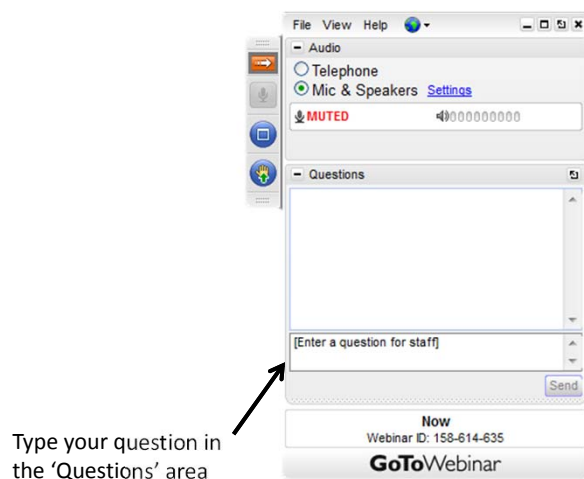 File View Help
Audio
Telephone
Mic & Speakers Settings
MUTED
Questions
[Enter a question for staff]
Send
Now
Webinar ID: 158-614-635
GoToWebinar
Type your question in
the ‘Questions’ area